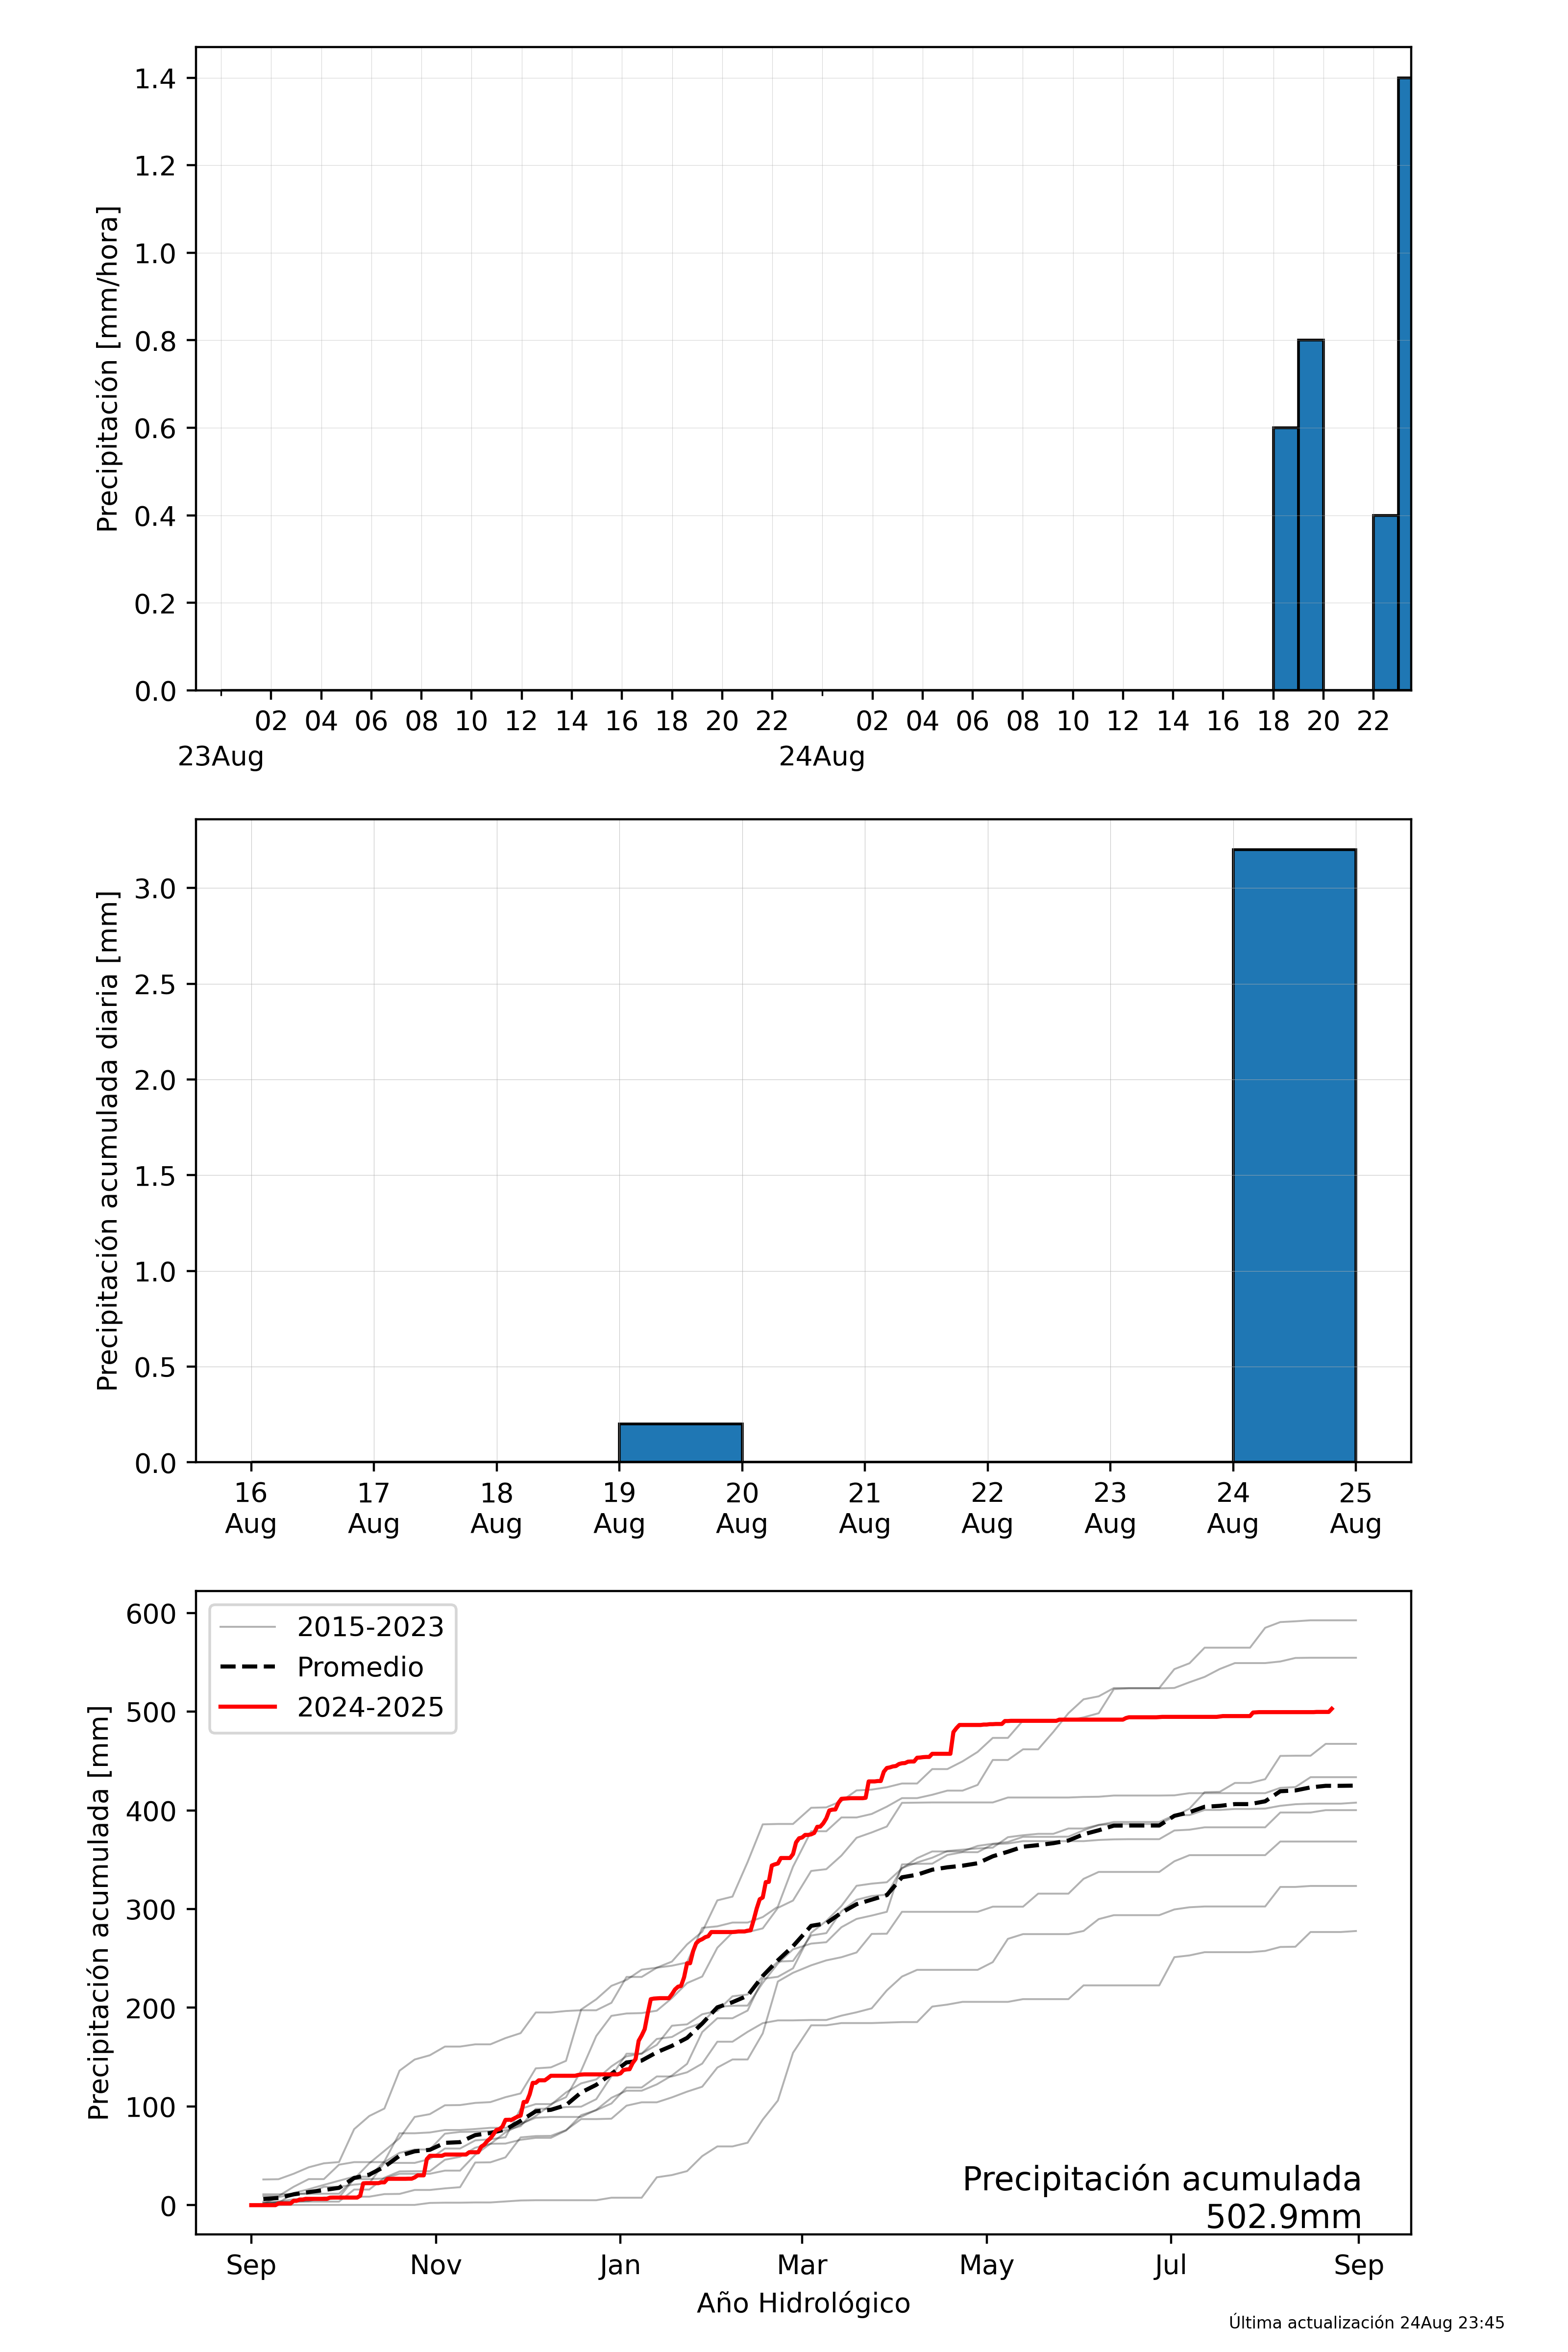 Precipitación [mm/hora]
1.4
1.2
1.0
0.8
0.6
0.4
0.2
0.0
02 04 06 08 10 12 14 16 18 20 22 02 04 06 08 10 12 14 16 18 20 22
23Aug 24Aug
Precipitación acumulada diaria [mm]
3.0
2.5
2.0
1.5
1.0
0.5
0.0
16 17 18 19 20 21 22 23 24 25
Aug Aug Aug Aug Aug Aug Aug Aug Aug Aug
Precipitación acumulada [mm]
600
500
400
300
200
100
0
2015-2023
Promedio
2024-2025
Precipitación acumulada
502.9mm
Sep Nov Jan Mar May Jul Sep
Año Hidrológico
Última actualización 24Aug 23:45